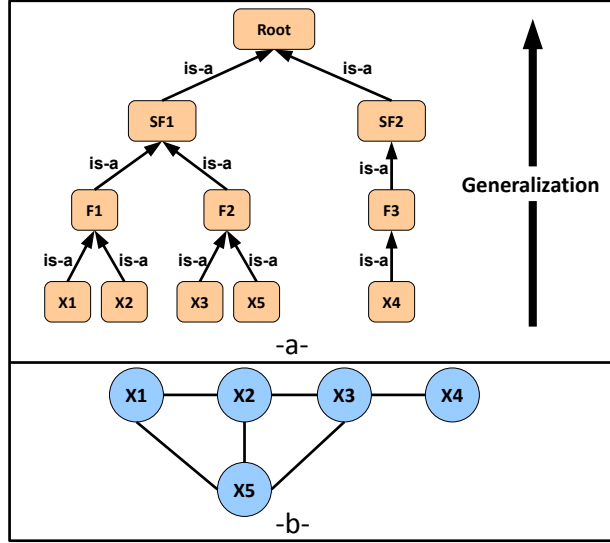 Root
is-a is-a
SF1 SF2
is-a is-a is-a
Generalization
F1 F2 F3
is-a is-a is-a is-a is-a
X1 X2 X3 X5 X4
-a-
X1 X2 X3 X4
X5
-b-